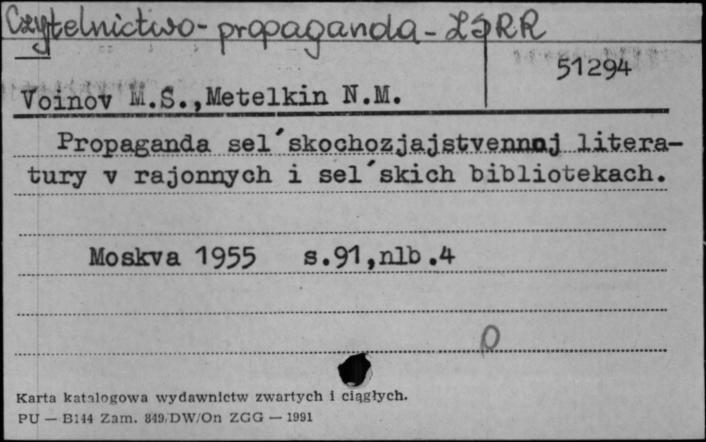 Czytelnictwo - propaganda - ZSRR
51294
Voinov M.S.,Metelkin N.M.
Propaganda sel´skochozjajstvennoj litera-
tury v rajonnych i sel´skich bibliotekach.
Moskva 1955 s.91,nlb.4
p
Karta katalogowa wydawnictw zwartych i ciągłych.
PU — B144 Zam. 849/DW/On ZGG — 1991